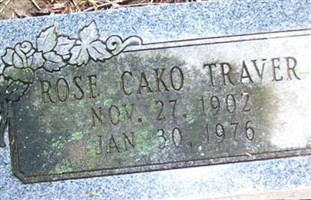 ROSE CAKO TRAVER
NOV. 27, 1902
JAN. 30, 1976